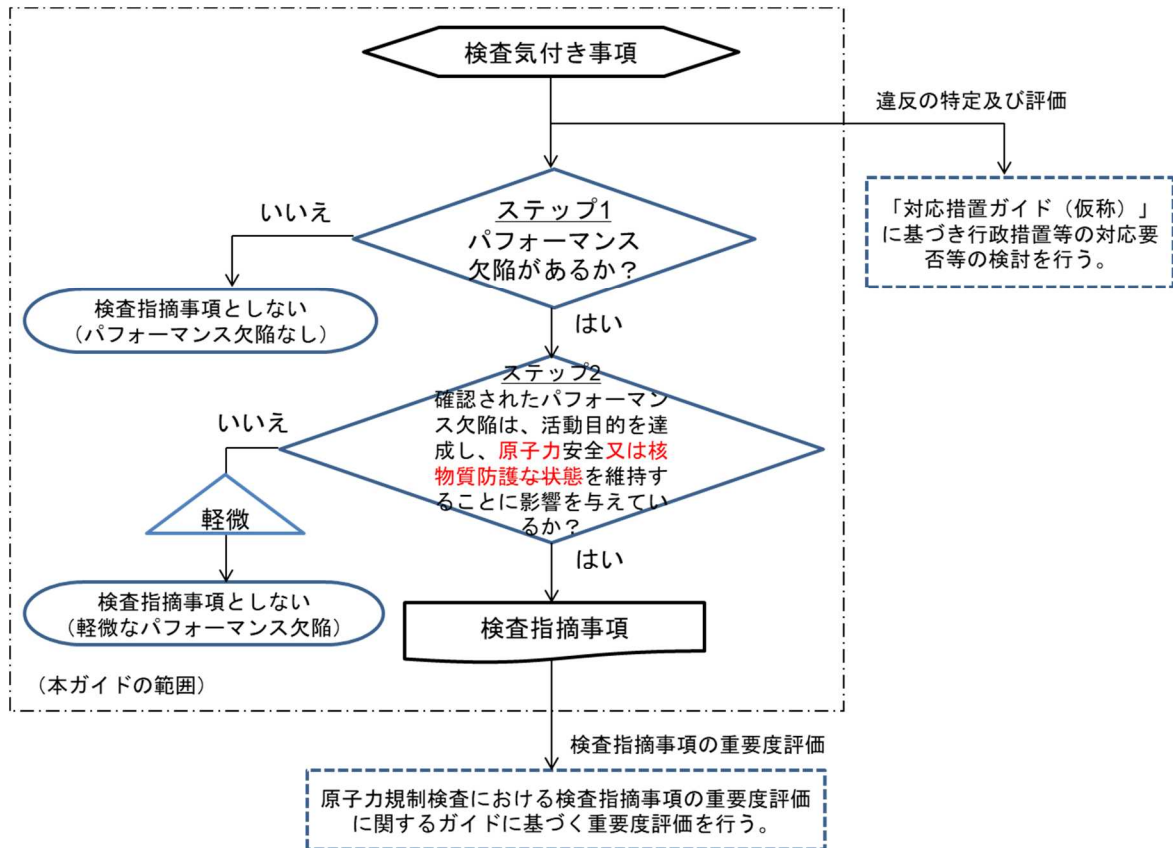 検査気付き事項
違反の特定及び評価
「対応措置ガイド（仮称）」
に基づき行政措置等の対応要
否等の検討を行う。
ステップ1
パフォーマンス
欠陥があるか？
いいえ
検査指摘事項としない
（パフォーマンス欠陥なし）
はい
ステップ2
確認されたパフォーマン
ス欠陥は、活動目的を達
成し、原子力安全又は核
物質防護な状態を維持す
ることに影響を与えてい
るか？
いいえ
軽微
検査指摘事項としない
（軽微なパフォーマンス欠陥）
はい
検査指摘事項
（本ガイドの範囲）
検査指摘事項の重要度評価
原子力規制検査における検査指摘事項の重要度評価
に関するガイドに基づく重要度評価を行う。